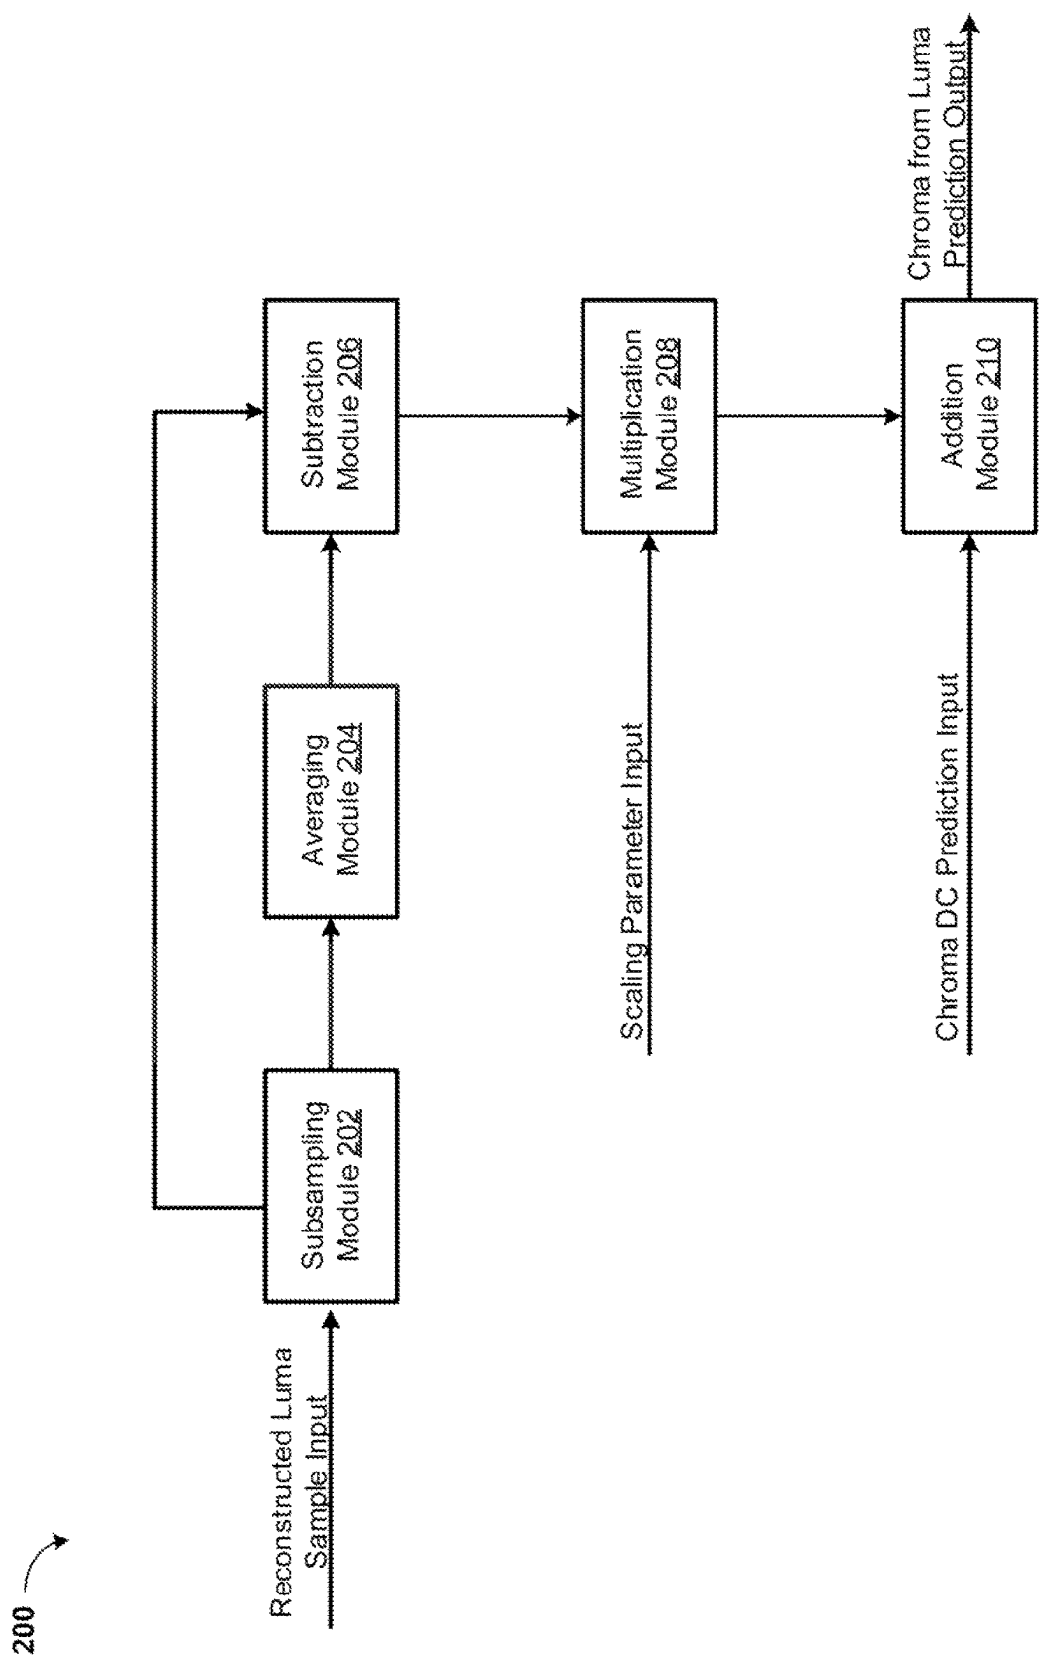 200
Reconstructed Luma
Sample Input
Subsampling
Module 202
Averaging
Module 204
Subtraction
Module 206
Scaling Parameter Input
Multiplication
Module 208
Chroma DC Prediction Input
Addition
Module 210
Chroma from Luma
Prediction Output